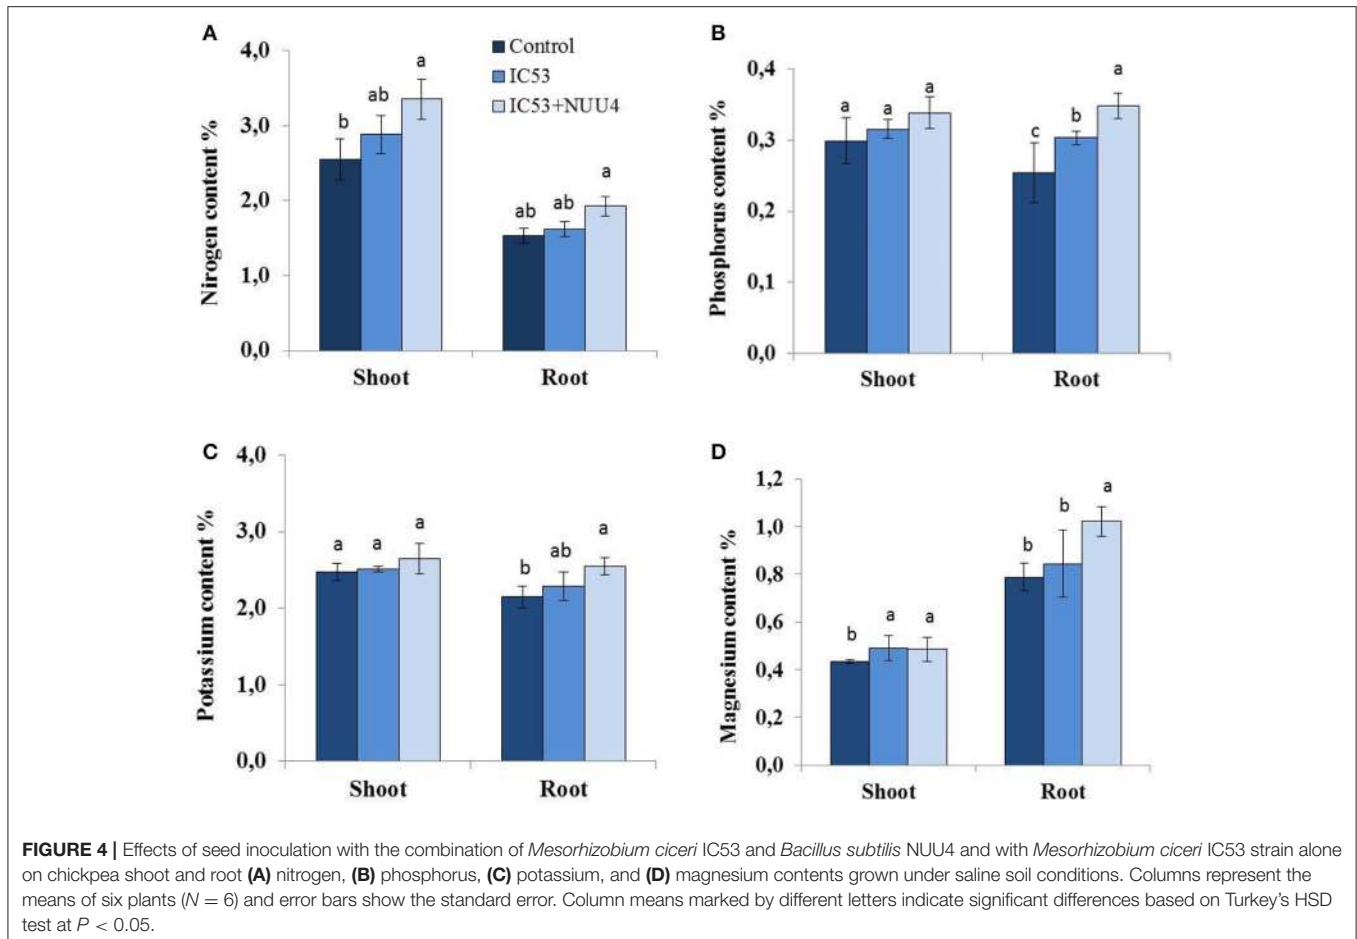 A
4,0
3,0
2,0
1,0
0,0
Nirogen content %
b
ab
a
ab
ab
a
Shoot
Root
Control
IC53
IC53+NUU4
B
0,4
0,3
0,2
0,1
0,0
Phosphorus content %
a
a
a
c
b
a
Shoot
Root
C
4,0
3,0
2,0
1,0
0,0
Potassium content %
a
a
a
b
ab
a
Shoot
Root
D
1,2
1,0
0,8
0,6
0,4
0,2
0,0
Magnesium content %
b
a
a
b
b
a
Shoot
Root
FIGURE 4 | Effects of seed inoculation with the combination of Mesorhizobium ciceri IC53 and Bacillus subtilis NUU4 and with Mesorhizobium ciceri IC53 strain alone
on chickpea shoot and root (A) nitrogen, (B) phosphorus, (C) potassium, and (D) magnesium contents grown under saline soil conditions. Columns represent the
means of six plants (N = 6) and error bars show the standard error. Column means marked by different letters indicate significant differences based on Turkey's HSD
test at P < 0.05.